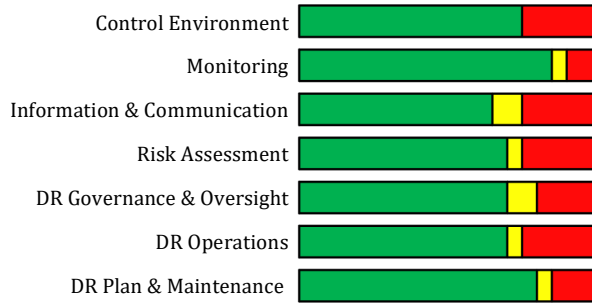 Control Environment
Monitoring
Information & Communication
Risk Assessment
DR Governance & Oversight
DR Operations
DR Plan & Maintenance